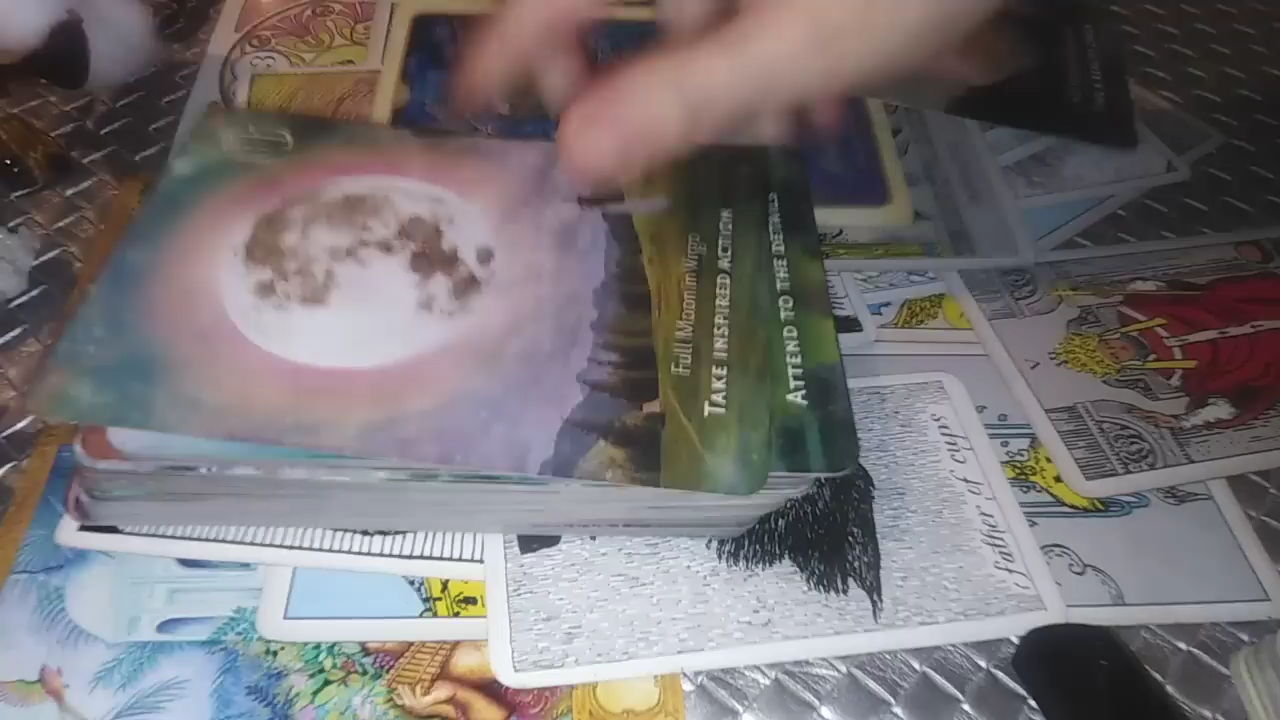 Full Moon in Virgo
TAKE INSPIRED ACTION
ATTEND TO THE DETAILS
father of cups
V